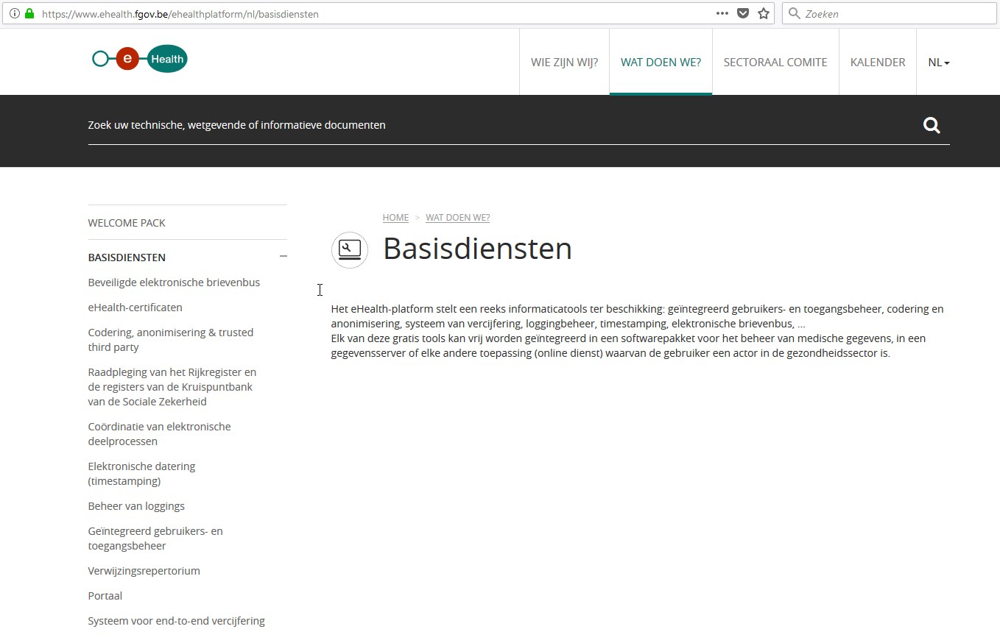 https://www.ehealth.fgov.be/ehealthplatform/nl/basisdiensten
Zoeken
e Health
WIE ZIJN WIJ?
WAT DOEN WE?
SECTORAAL COMITE
KALENDER
NL
Zoek uw technische, wetgevende of informatieve documenten
WELCOME PACK
BASISDIENSTEN
Beveiligde elektronische brievenbus
eHealth-certificaten
Codering, anonimisering & trusted
third party
Raadpleging van het Rijkregister en
de registers van de Kruispuntbank
van de Sociale Zekerheid
Coördinatie van elektronische
deelprocessen
Elektronische datering
(timestamping)
Beheer van loggings
Geïntegreerd gebruikers- en
toegangsbeheer
Verwijzingsrepertorium
Portaal
Systeem voor end-to-end vercijfering
HOME > WAT DOEN WE?
Basisdiensten
Het eHealth-platform stelt een reeks informaticatools ter beschikking: geïntegreerd gebruikers- en toegangsbeheer, codering en
anonimisering, systeem van vercijfering, loggingbeheer, timestamping, elektronische brievenbus, ...
Elk van deze gratis tools kan vrij worden geïntegreerd in een softwarepakket voor het beheer van medische gegevens, in een
gegevensserver of elke andere toepassing (online dienst) waarvan de gebruiker een actor in de gezondheidssector is.